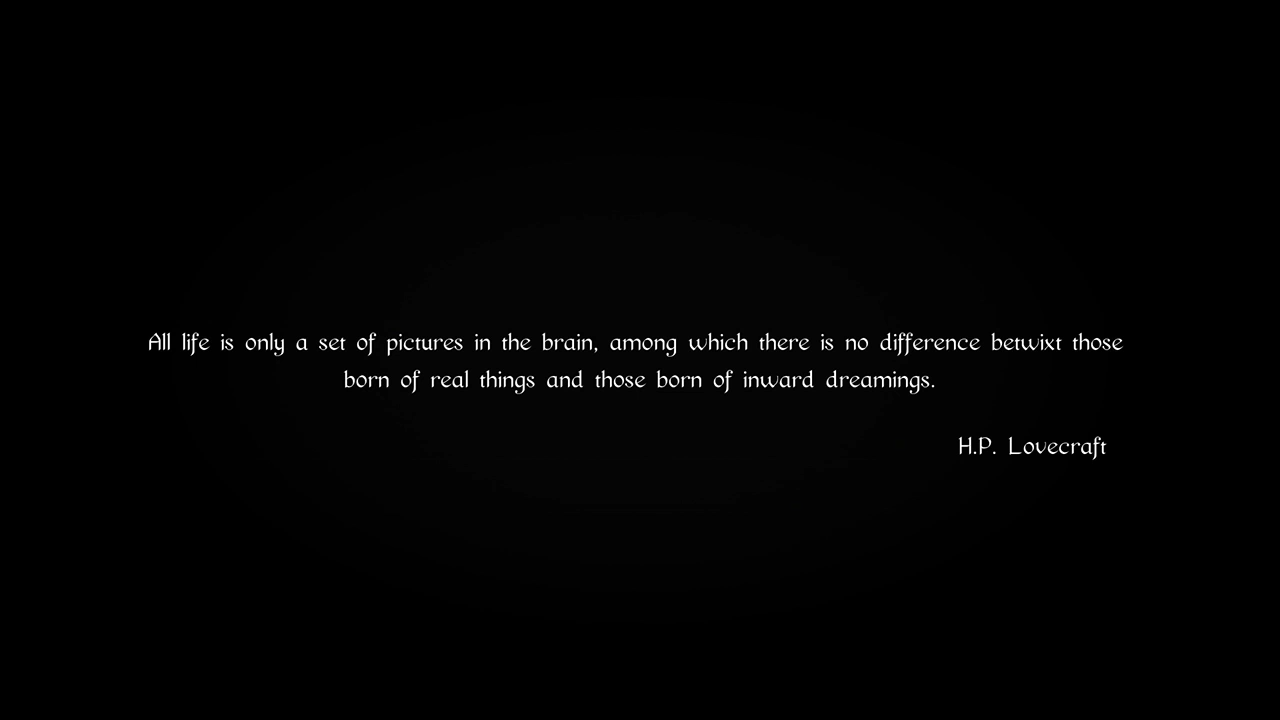 All life is only a set of pictures in the brain, among which there is no difference betwixt those
born of real things and those born of inward dreamings.
H.P. Lovecraft